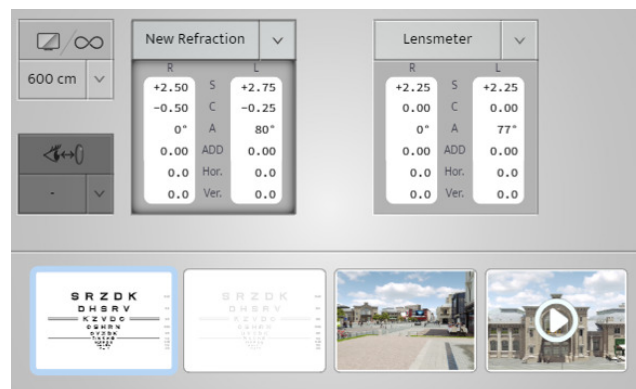 New Refraction
Lensmeter
600 cm
R L
+2.50 S +2.75
-0.50 C -0.25
0° A 80°
0.00 ADD 0.00
0.0 Hor. 0.0
0.0 Ver. 0.0
-
R L
+2.25 S +2.25
0.00 C 0.00
0° A 77°
0.00 ADD 0.00
0.0 Hor. 0.0
0.0 Ver. 0.0
S R Z D K
D H S R V
K Z V D C
S R Z D K
D H S R V
K Z V D C